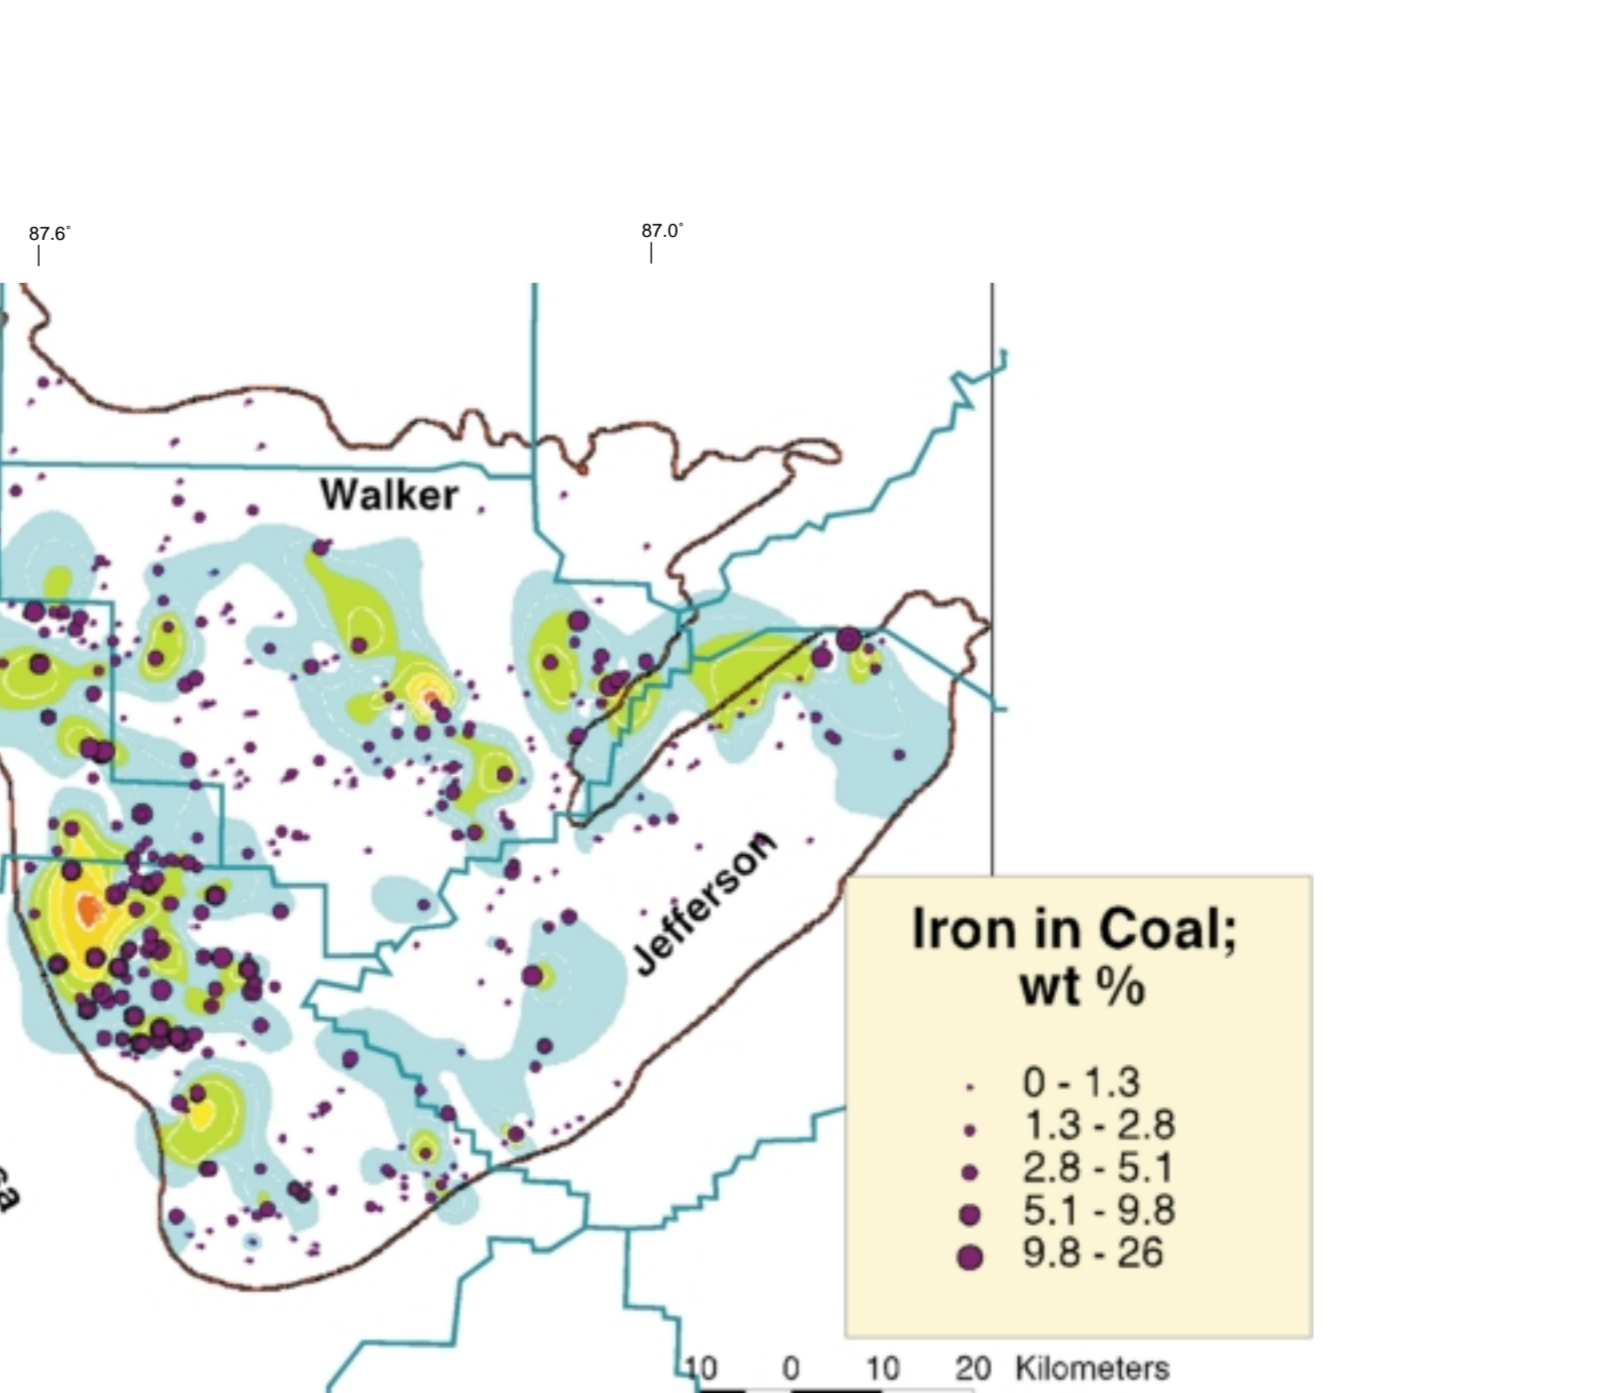 87.6°
87.0°
Walker
Jefferson
Iron in Coal;
wt %
0 - 1.3
1.3 - 2.8
2.8 - 5.1
5.1 - 9.8
9.8 - 26
10 0 10 20 Kilometers